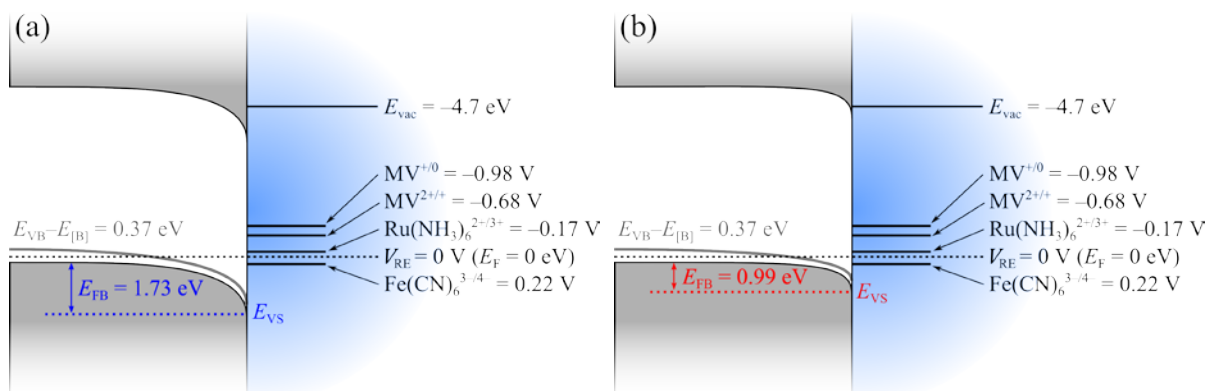 (a)
E_vac = –4.7 eV
MV^+/0 = –0.98 V
MV^2+/+ = –0.68 V
E_VB–E_[B] = 0.37 eV
Ru(NH₃)₆^2+/3+ = –0.17 V
V_RE = 0 V (E_F = 0 eV)
E_FB = 1.73 eV
Fe(CN)₆^3–/4– = 0.22 V
E_VS
(b)
E_vac = –4.7 eV
MV^+/0 = –0.98 V
MV^2+/+ = –0.68 V
E_VB–E_[B] = 0.37 eV
Ru(NH₃)₆^2+/3+ = –0.17 V
V_RE = 0 V (E_F = 0 eV)
E_FB = 0.99 eV
Fe(CN)₆^3–/4– = 0.22 V
E_VS